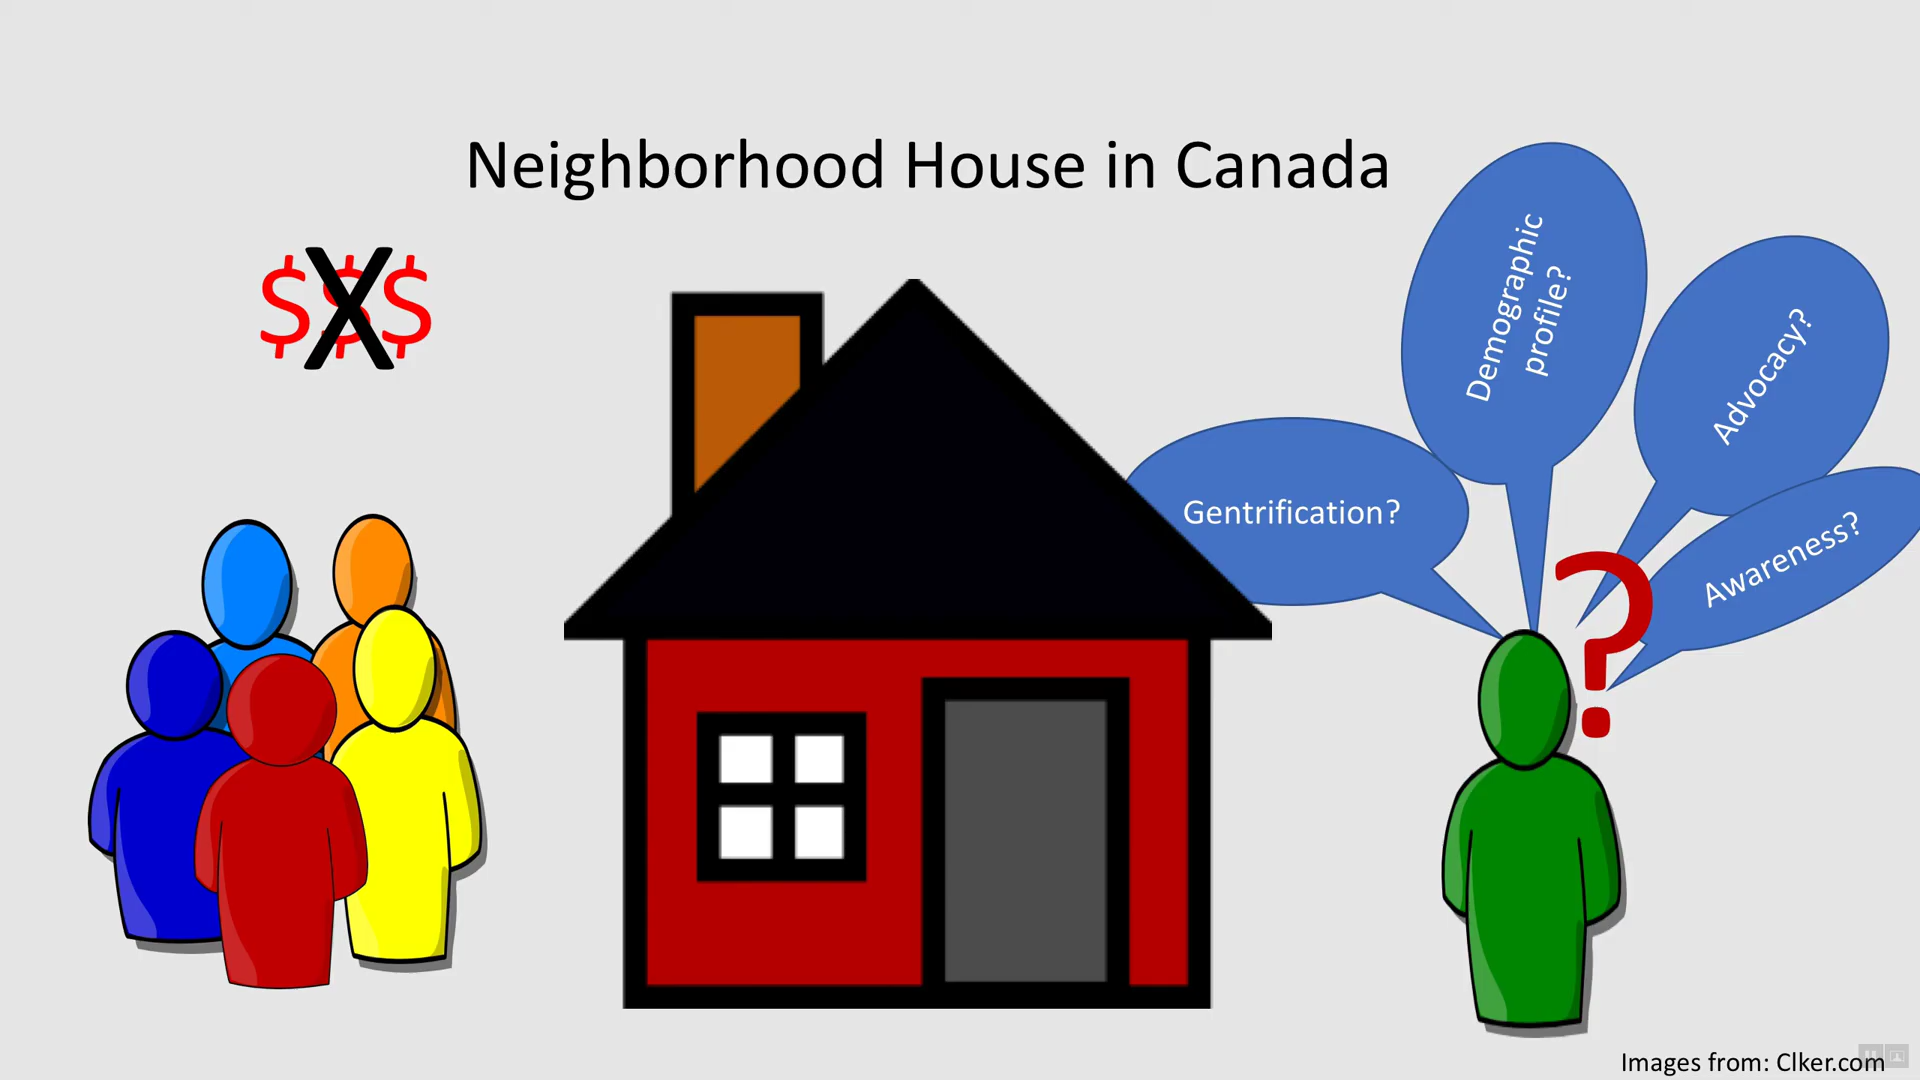 Neighborhood House in Canada
$$$
X
Demographic
profile?
Advocacy?
Gentrification?
Awareness?
?
Images from: Clker.com